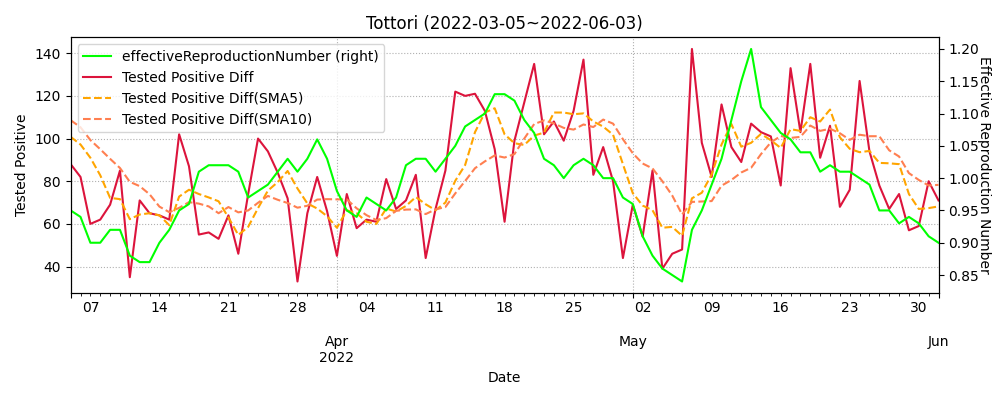 Tottori (2022-03-05~2022-06-03)
effectiveReproductionNumber (right)
Tested Positive Diff
Tested Positive Diff(SMA5)
Tested Positive Diff(SMA10)
Tested Positive
140
120
100
80
60
40
Effective Reproduction Number
1.20
1.15
1.10
1.05
1.00
0.95
0.90
0.85
07 14 21 28 04 11 18 25 02 09 16 23 30
Apr May Jun
2022
Date